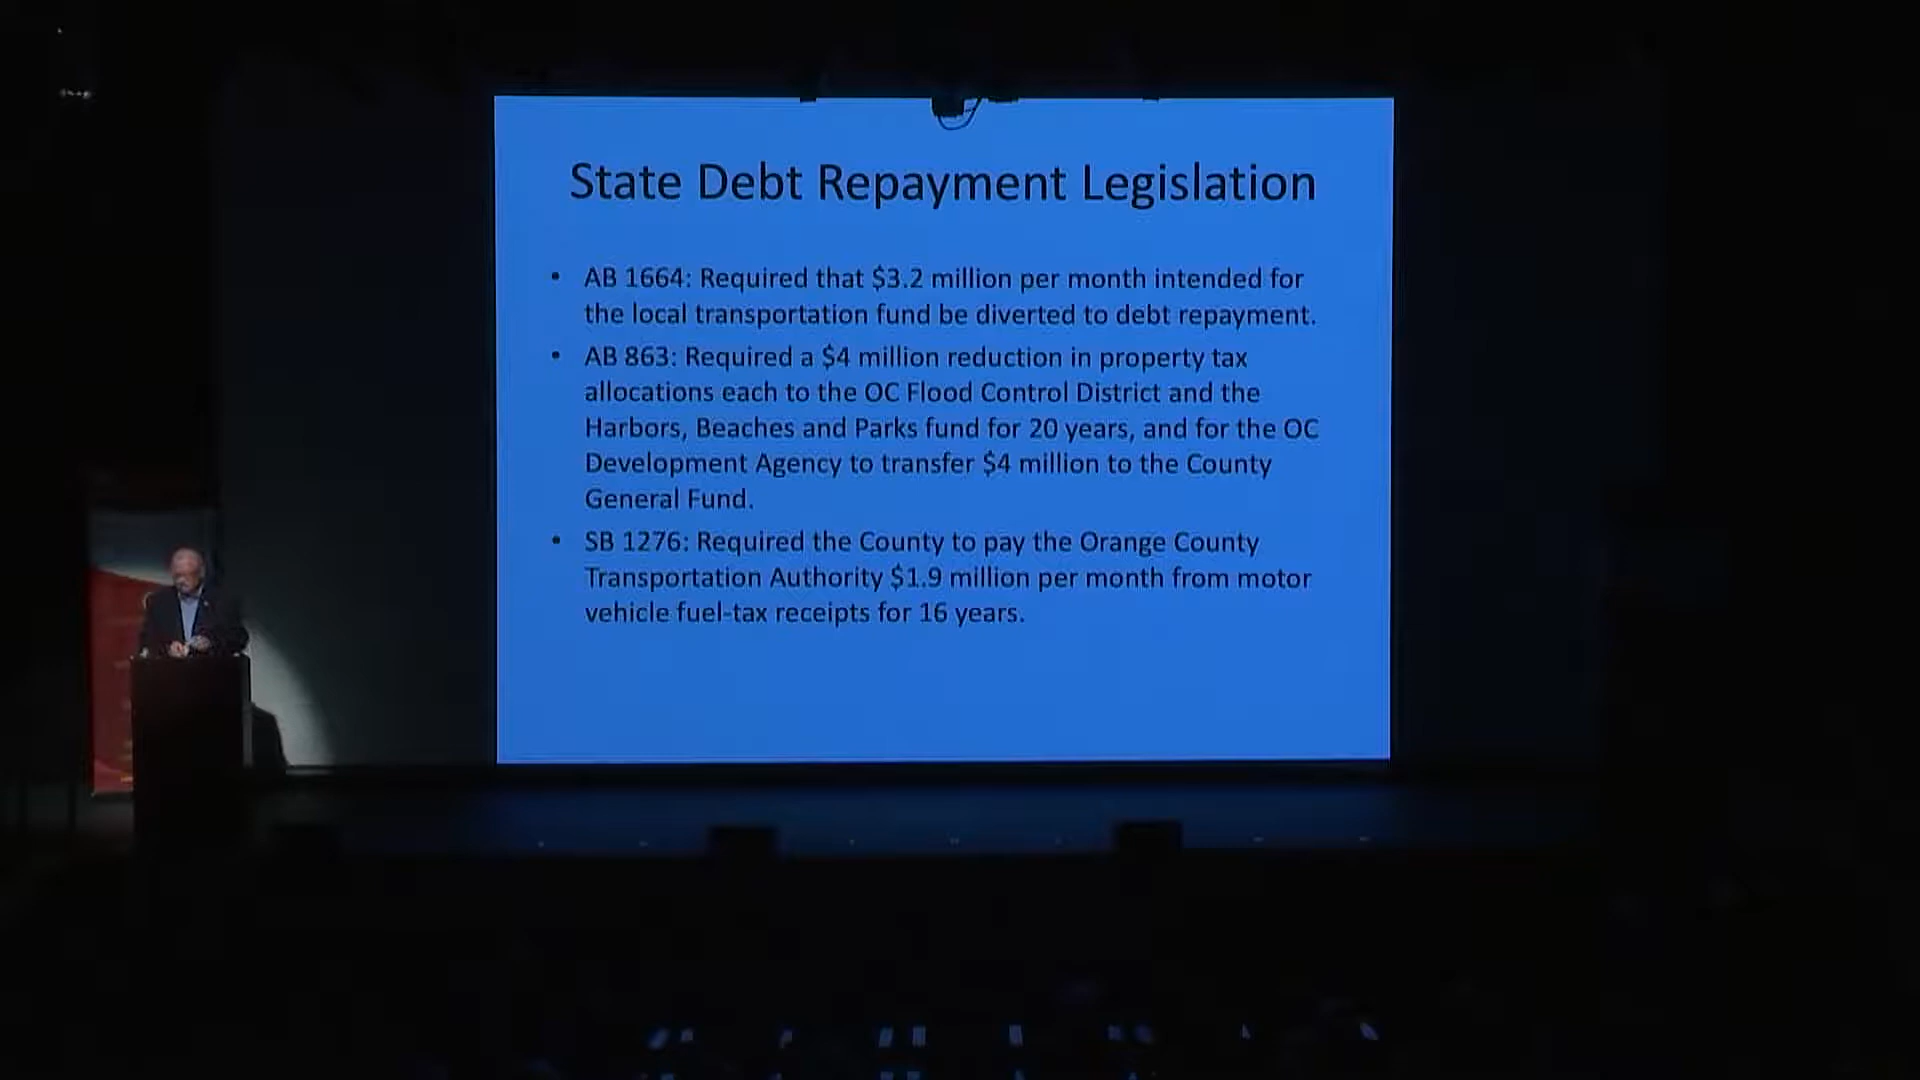 State Debt Repayment Legislation
• AB 1664: Required that $3.2 million per month intended for
the local transportation fund be diverted to debt repayment.
• AB 863: Required a $4 million reduction in property tax
allocations each to the OC Flood Control District and the
Harbors, Beaches and Parks fund for 20 years, and for the OC
Development Agency to transfer $4 million to the County
General Fund.
• SB 1276: Required the County to pay the Orange County
Transportation Authority $1.9 million per month from motor
vehicle fuel-tax receipts for 16 years.